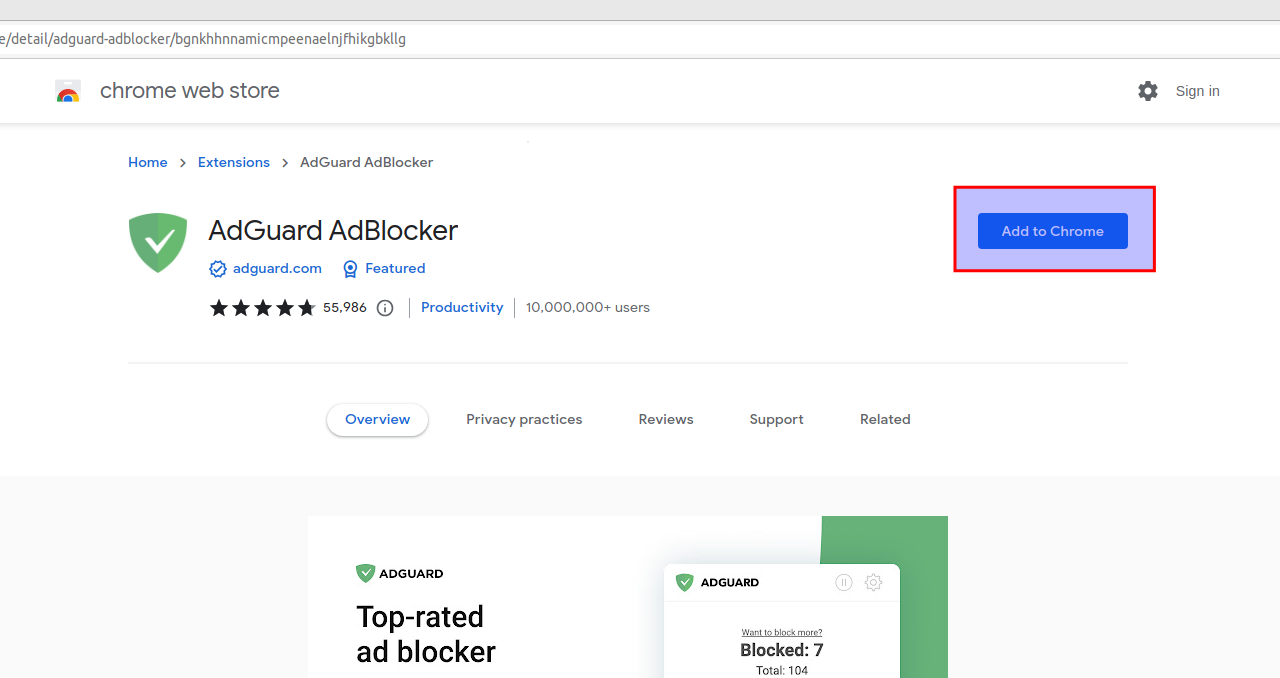 e/detail/adguard-adblocker/bgnkhhnnamicmpeenaelnjfhikgbkllg
chrome web store
Sign in
Home > Extensions > AdGuard AdBlocker
AdGuard AdBlocker
Add to Chrome
adguard.com Featured
55,986 Productivity 10,000,000+ users
Overview Privacy practices Reviews Support Related
ADGUARD
Top-rated
ad blocker
ADGUARD
Want to block more?
Blocked: 7
Total: 104